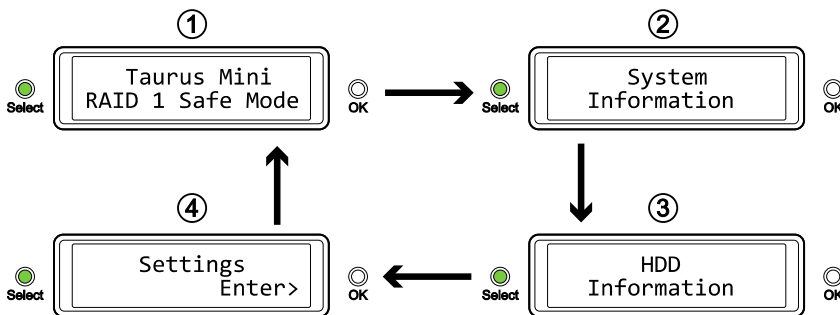 1
Taurus Mini
RAID 1 Safe Mode
Select
OK
2
System
Information
Select
OK
4
Settings
Enter>
Select
OK
3
HDD
Information
Select
OK